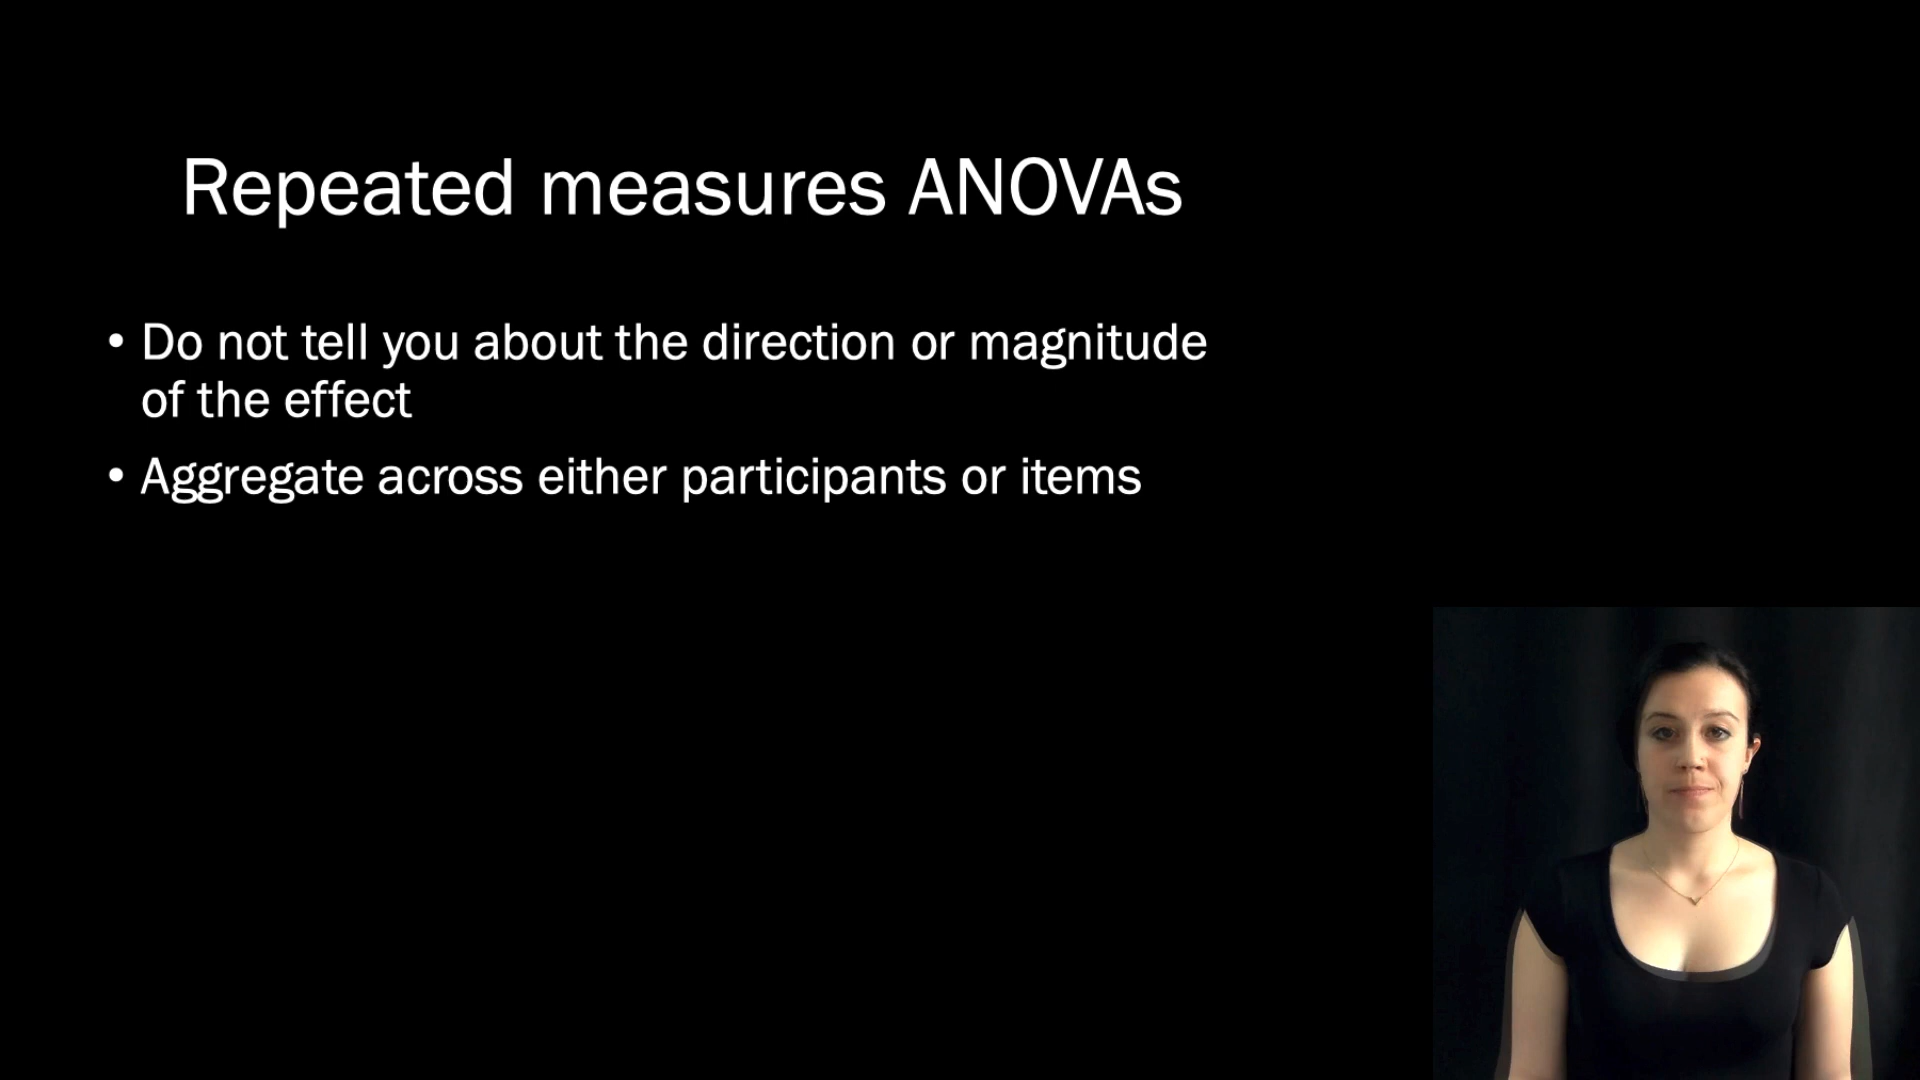 Repeated measures ANOVAs
• Do not tell you about the direction or magnitude
of the effect
• Aggregate across either participants or items